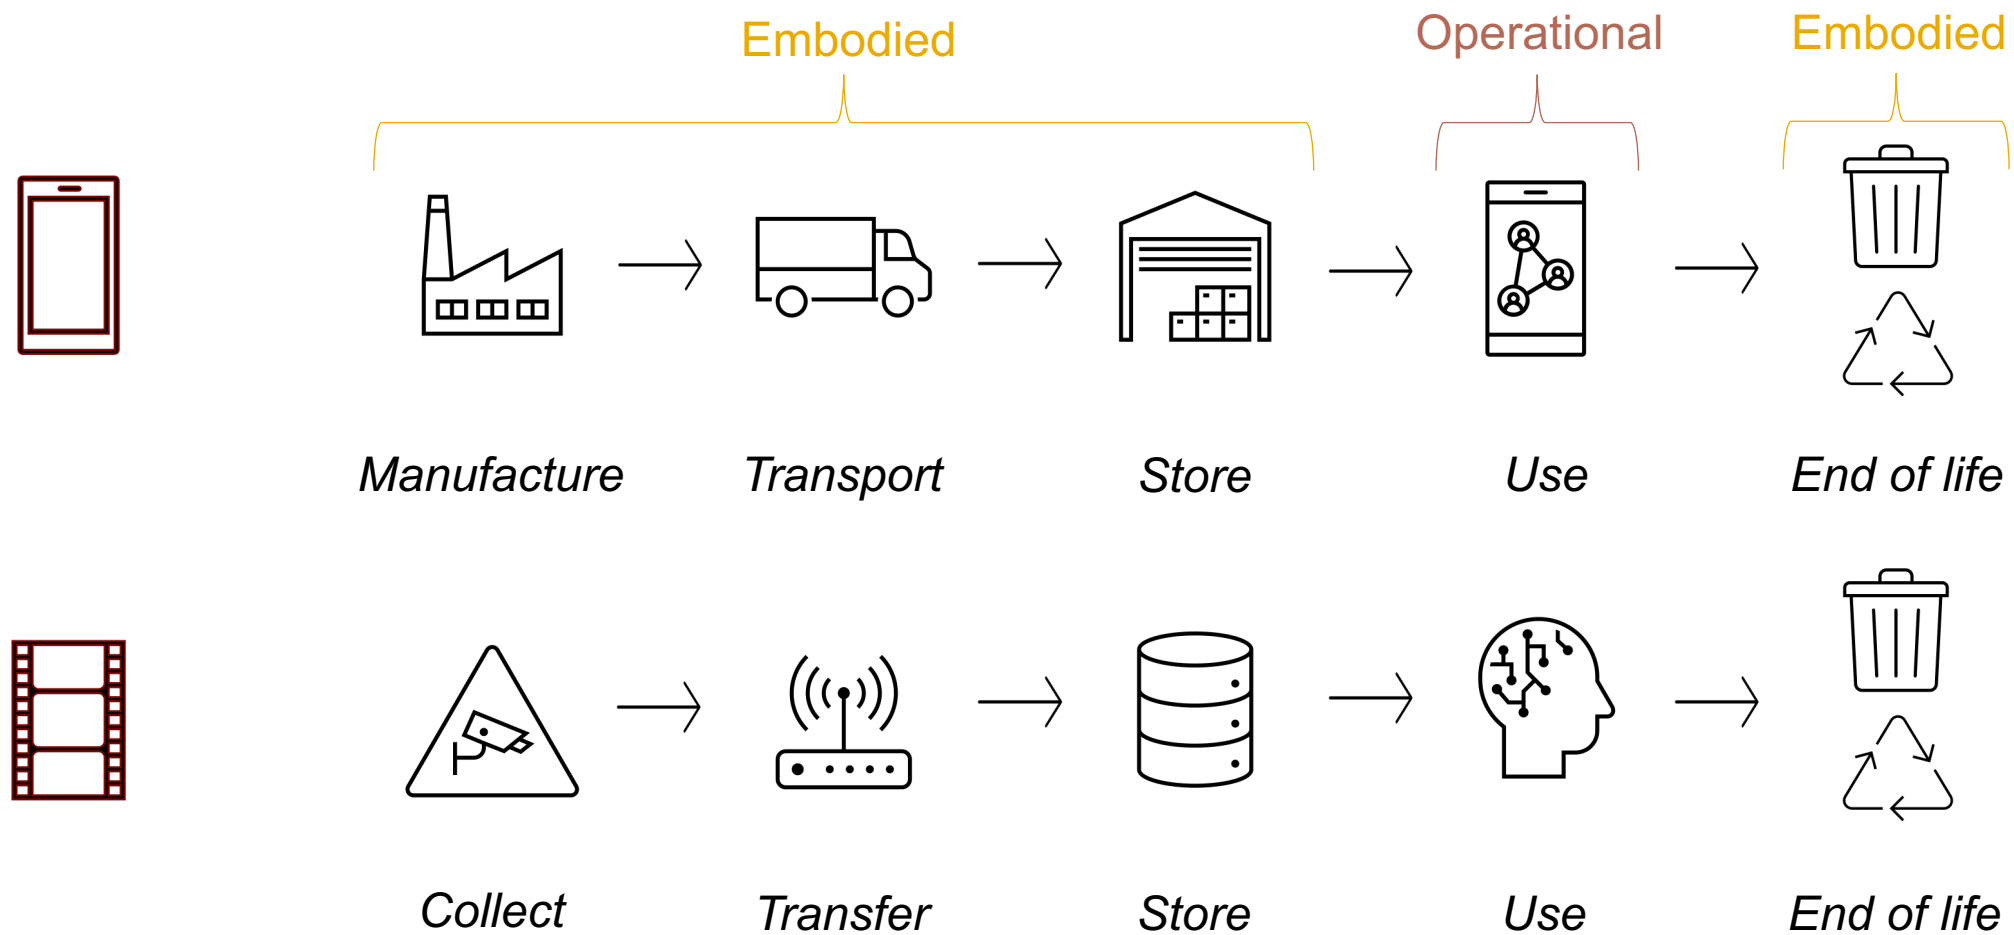 Embodied
Operational
Embodied
Manufacture
Transport
Store
Use
End of life
Collect
Transfer
Store
Use
End of life